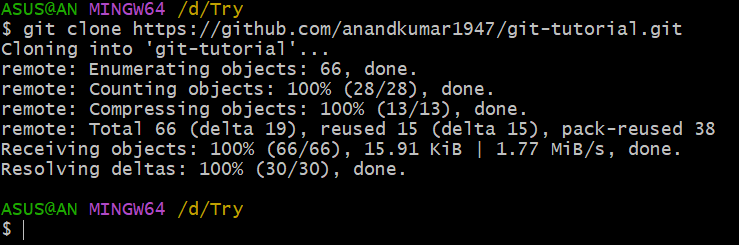 ASUS@AN MINGW64 /d/Try
$ git clone https://github.com/anandkumar1947/git-tutorial.git
Cloning into 'git-tutorial'...
remote: Enumerating objects: 66, done.
remote: Counting objects: 100% (28/28), done.
remote: Compressing objects: 100% (13/13), done.
remote: Total 66 (delta 19), reused 15 (delta 15), pack-reused 38
Receiving objects: 100% (66/66), 15.91 KiB | 1.77 MiB/s, done.
Resolving deltas: 100% (30/30), done.
ASUS@AN MINGW64 /d/Try
$